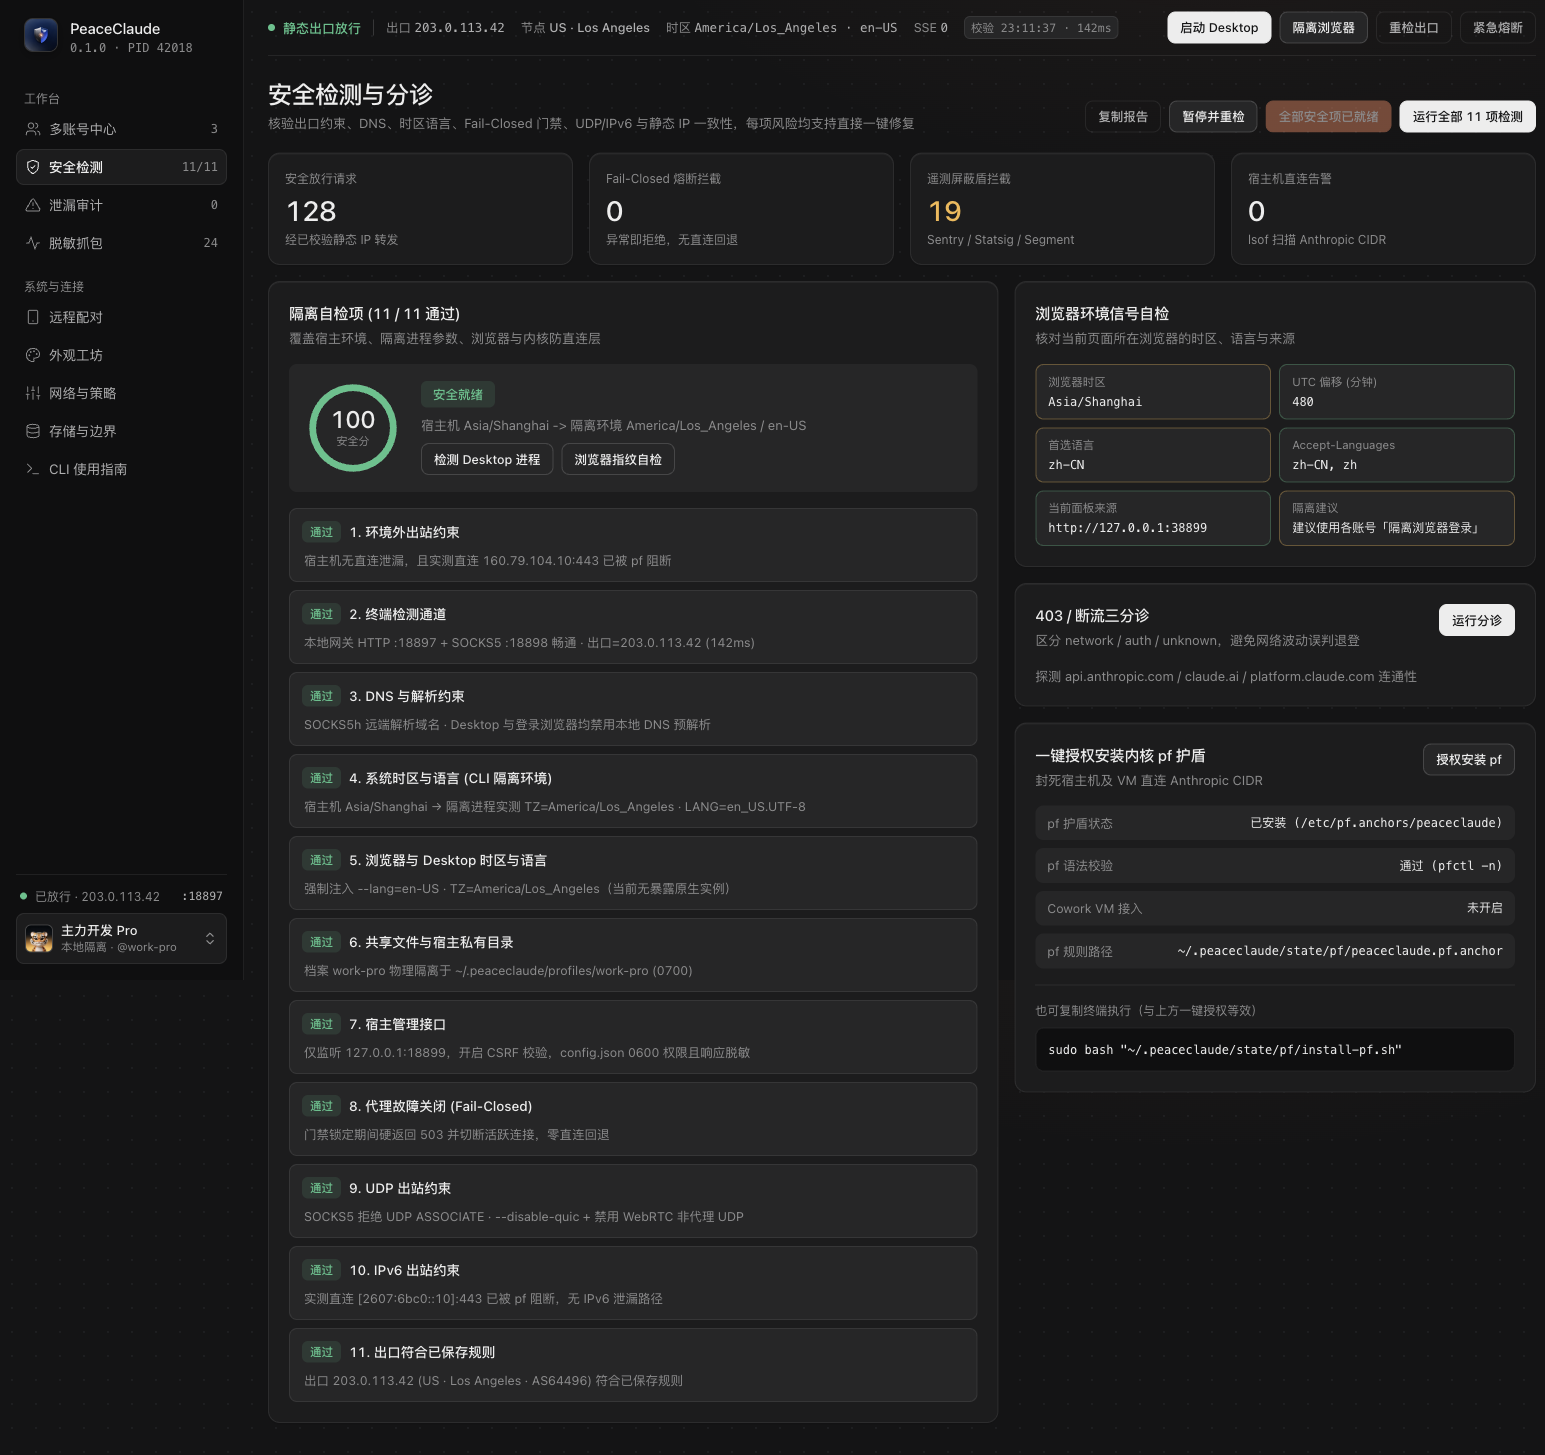 PeaceClaude
0.1.0 · PID 42018
工作台
多账号中心 3
安全检测 11/11
泄漏审计 0
脱敏抓包 24
系统与连接
远程配对
外观工坊
网络与策略
存储与边界
CLI 使用指南
已放行 · 203.0.113.42 :18897
主力开发 Pro
本地隔离 · @work-pro
静态出口放行 出口 203.0.113.42 节点 US · Los Angeles 时区 America/Los_Angeles · en-US SSE 0 校验 23:11:37 · 142ms 启动 Desktop 隔离浏览器 重检出口 紧急熔断
安全检测与分诊
核验出口约束、DNS、时区语言、Fail-Closed 门禁、UDP/IPv6 与静态 IP 一致性，每项风险均支持直接一键修复
复制报告 暂停并重检 全部安全项已就绪 运行全部 11 项检测
安全放行请求
128
经已校验静态 IP 转发
Fail-Closed 熔断拦截
0
异常即拒绝，无直连回退
遥测屏蔽盾拦截
19
Sentry / Statsig / Segment
宿主机直连告警
0
lsof 扫描 Anthropic CIDR
隔离自检项 (11 / 11 通过)
覆盖宿主环境、隔离进程参数、浏览器与内核防直连层
100
安全分
安全就绪
宿主机 Asia/Shanghai -> 隔离环境 America/Los_Angeles / en-US
检测 Desktop 进程 浏览器指纹自检
通过 1. 环境外出站约束
宿主机无直连泄漏，且实测直连 160.79.104.10:443 已被 pf 阻断
通过 2. 终端检测通道
本地网关 HTTP :18897 + SOCKS5 :18898 畅通 · 出口=203.0.113.42 (142ms)
通过 3. DNS 与解析约束
SOCKS5h 远端解析域名 · Desktop 与登录浏览器均禁用本地 DNS 预解析
通过 4. 系统时区与语言 (CLI 隔离环境)
宿主机 Asia/Shanghai → 隔离进程实测 TZ=America/Los_Angeles · LANG=en_US.UTF-8
通过 5. 浏览器与 Desktop 时区与语言
强制注入 --lang=en-US · TZ=America/Los_Angeles（当前无暴露原生实例）
通过 6. 共享文件与宿主私有目录
档案 work-pro 物理隔离于 ~/.peaceclaude/profiles/work-pro (0700)
通过 7. 宿主管理接口
仅监听 127.0.0.1:18899，开启 CSRF 校验，config.json 0600 权限且响应脱敏
通过 8. 代理故障关闭 (Fail-Closed)
门禁锁定期间硬返回 503 并切断活跃连接，零直连回退
通过 9. UDP 出站约束
SOCKS5 拒绝 UDP ASSOCIATE · --disable-quic + 禁用 WebRTC 非代理 UDP
通过 10. IPv6 出站约束
实测直连 [2607:6bc0::10]:443 已被 pf 阻断，无 IPv6 泄漏路径
通过 11. 出口符合已保存规则
出口 203.0.113.42 (US · Los Angeles · AS64496) 符合已保存规则
浏览器环境信号自检
核对当前页面所在浏览器的时区、语言与来源
浏览器时区
Asia/Shanghai
UTC 偏移 (分钟)
480
首选语言
zh-CN
Accept-Languages
zh-CN, zh
当前面板来源
http://127.0.0.1:38899
隔离建议
建议使用各账号「隔离浏览器登录」
403 / 断流三分诊
区分 network / auth / unknown，避免网络波动误判退登
运行分诊
探测 api.anthropic.com / claude.ai / platform.claude.com 连通性
一键授权安装内核 pf 护盾
封死宿主机及 VM 直连 Anthropic CIDR
授权安装 pf
pf 护盾状态 已安装 (/etc/pf.anchors/peaceclaude)
pf 语法校验 通过 (pfctl -n)
Cowork VM 接入 未开启
pf 规则路径 ~/.peaceclaude/state/pf/peaceclaude.pf.anchor
也可复制终端执行（与上方一键授权等效）
sudo bash "~/.peaceclaude/state/pf/install-pf.sh"